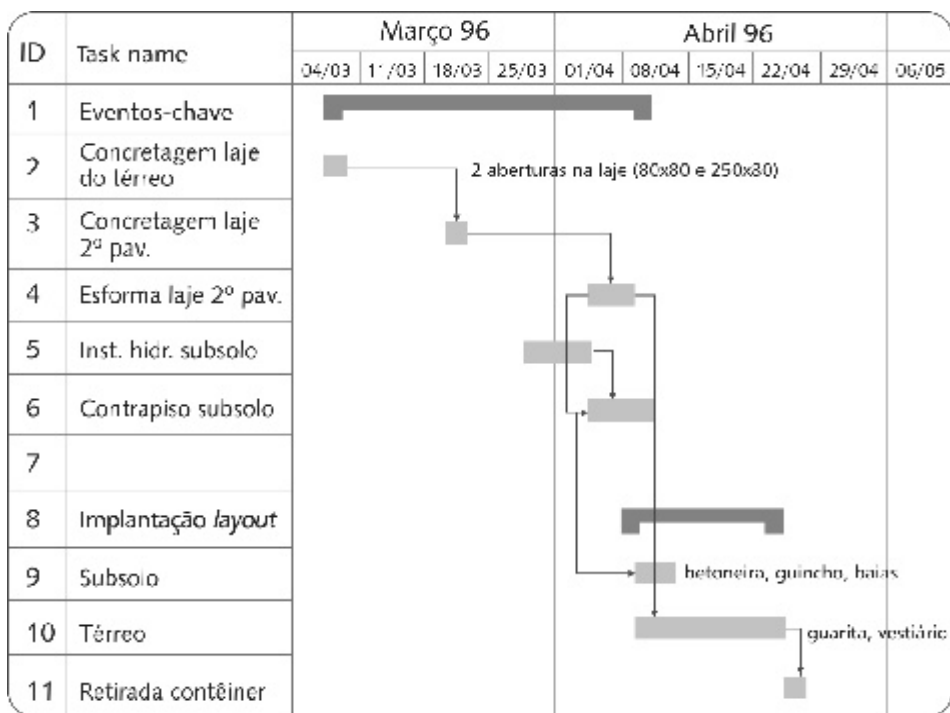 ID Task name Março 96 Abril 96
04/03 11/03 18/03 25/03 01/04 08/04 15/04 22/04 29/04 06/05
1 Eventos-chave
2 Concretagem laje
do térreo
2 aberturas na laje (80x80 e 250x80)
3 Concretagem laje
2º pav.
4 Esforma laje 2º pav.
5 Inst. hidr. subsolo
6 Contrapiso subsolo
7
8 Implantação layout
9 Subsolo betoneira, guincho, baias
10 Térreo guarita, vestiário
11 Retirada contêiner